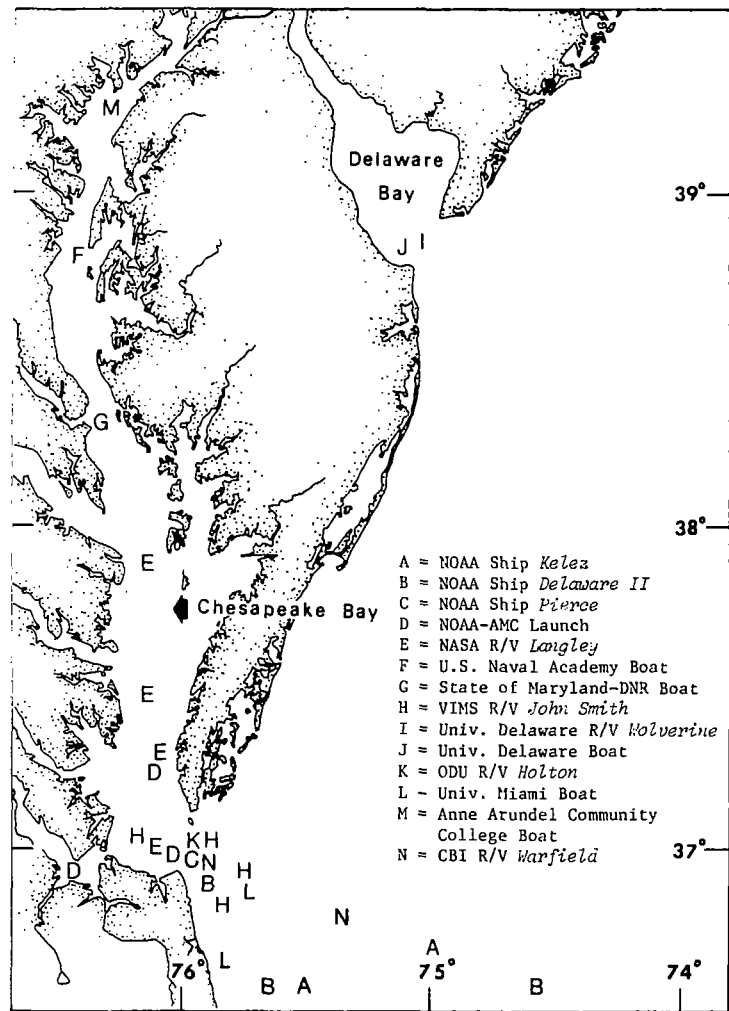 M
Delaware
Bay
39°
J I
F
G
38°
E
Chesapeake Bay
A = NOAA Ship Kelez
B = NOAA Ship Delaware II
C = NOAA Ship Pierce
D = NOAA-AMC Launch
E = NASA R/V Langley
F = U.S. Naval Academy Boat
G = State of Maryland-DNR Boat
H = VIMS R/V John Smith
I = Univ. Delaware R/V Wolverine
J = Univ. Delaware Boat
K = ODU R/V Holton
L - Univ. Miami Boat
M = Anne Arundel Community
College Boat
N = CBI R/V Warfield
E
E
D
H E D K H
C N
D
B
H
L
H
37°
N
A
L
76° 75° 74°
B A B